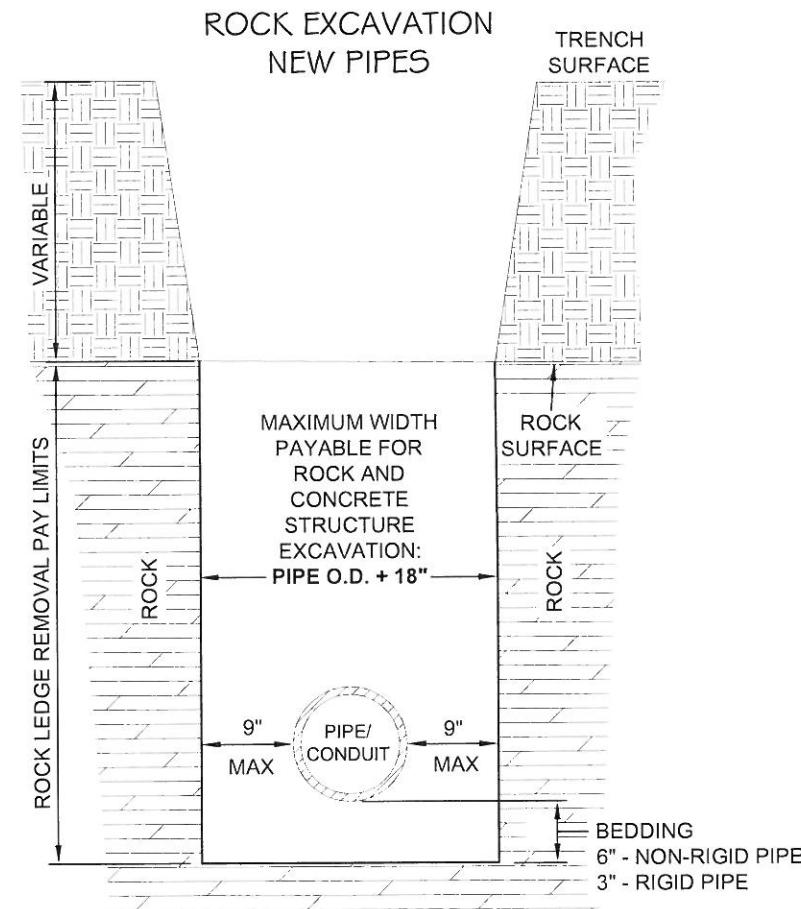 ROCK EXCAVATION
NEW PIPES
TRENCH
SURFACE
VARIABLE
ROCK LEDGE REMOVAL PAY LIMITS
ROCK
MAXIMUM WIDTH
PAYABLE FOR
ROCK AND
CONCRETE
STRUCTURE
EXCAVATION:
PIPE O.D. + 18"
ROCK
SURFACE
ROCK
9"
MAX
PIPE/
CONDUIT
9"
MAX
BEDDING
6" - NON-RIGID PIPE
3" - RIGID PIPE